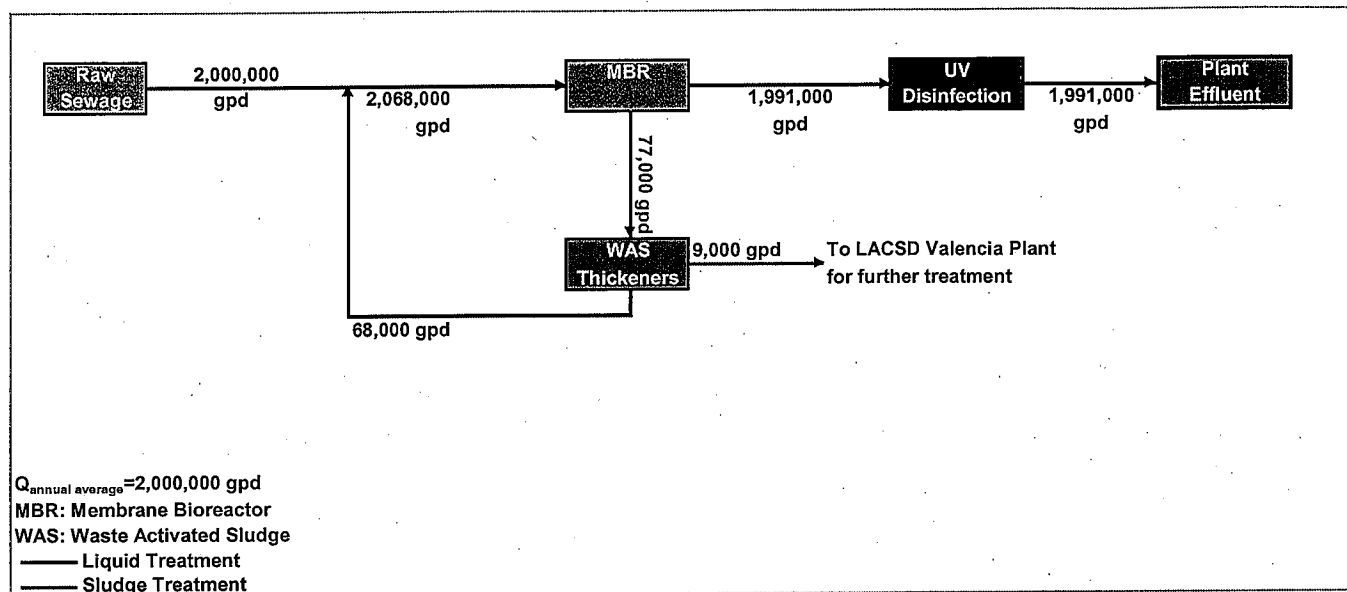 Raw
Sewage
2,000,000
gpd
2,068,000
gpd
MBR
1,991,000
gpd
UV
Disinfection
1,991,000
gpd
Plant
Effluent
77,000 gpd
WAS
Thickeners
9,000 gpd
To LACSD Valencia Plant
for further treatment
68,000 gpd
Qannual average=2,000,000 gpd
MBR: Membrane Bioreactor
WAS: Waste Activated Sludge
Liquid Treatment
Sludge Treatment